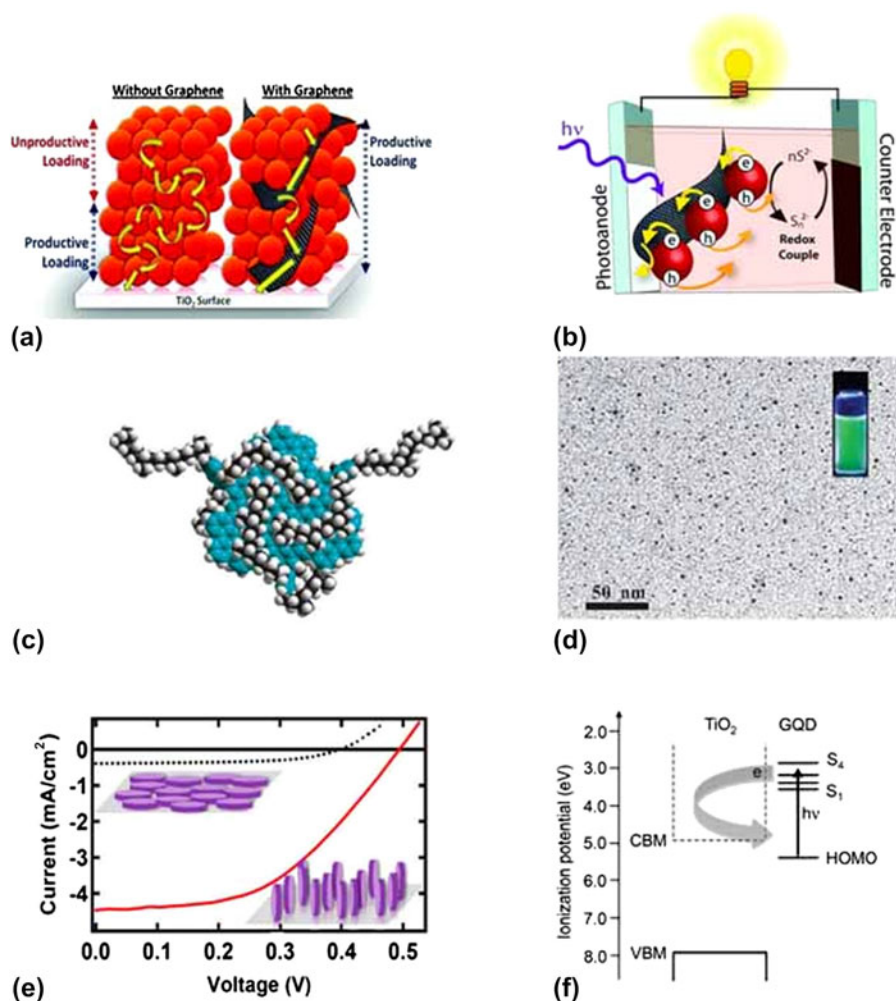 Without Graphene
With Graphene
Unproductive
Loading
Productive
Loading
Productive
Loading
TiO₂ Surface
(a)
hν
Photoanode
e
h
e
h
e
h
nS²⁻
Sₙ²⁻
Redox
Couple
Counter Electrode
(b)
(c)
50 nm
(d)
Current (mA/cm²)
0
-1
-2
-3
-4
0.0
0.1
0.2
0.3
0.4
0.5
Voltage (V)
(e)
Ionization potential (eV)
2.0
3.0
4.0
5.0
6.0
7.0
8.0
TiO₂
GQD
e
S₄
S₁
hν
CBM
HOMO
VBM
(f)